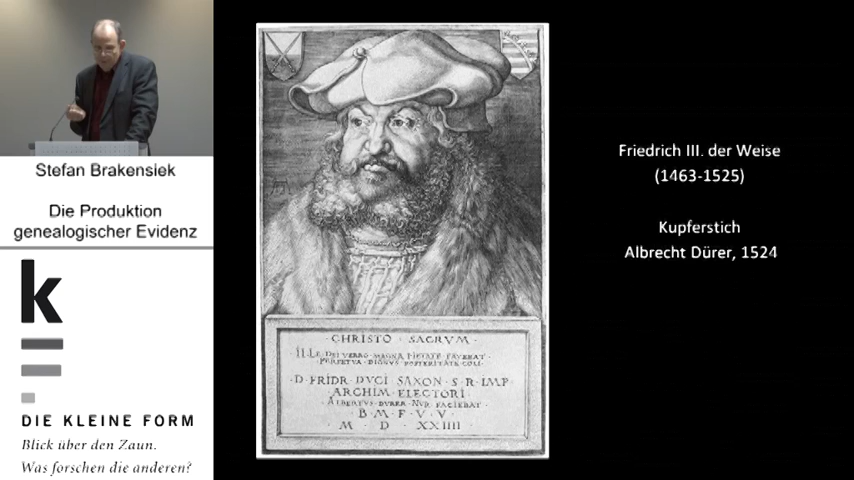 Stefan Brakensiek
Die Produktion
genealogischer Evidenz
k
DIE KLEINE FORM
Blick über den Zaun.
Was forschen die anderen?
·CHRISTO · SACRVM·
ILLE DEI VERBO MAGNA PIETATE FAVEBAT·
PERPETVA · DIGNVS · POSTERITATE COLI·
·D· FRIDR · DVCI · SAXON · S · R · IMP·
ARCHIM · ELECTORI·
ALBERTVS · DVRER · NVR · FACIEBAT·
B · M · F · V · V·
M · D · XXIIII·
Friedrich III. der Weise
(1463-1525)
Kupferstich
Albrecht Dürer, 1524